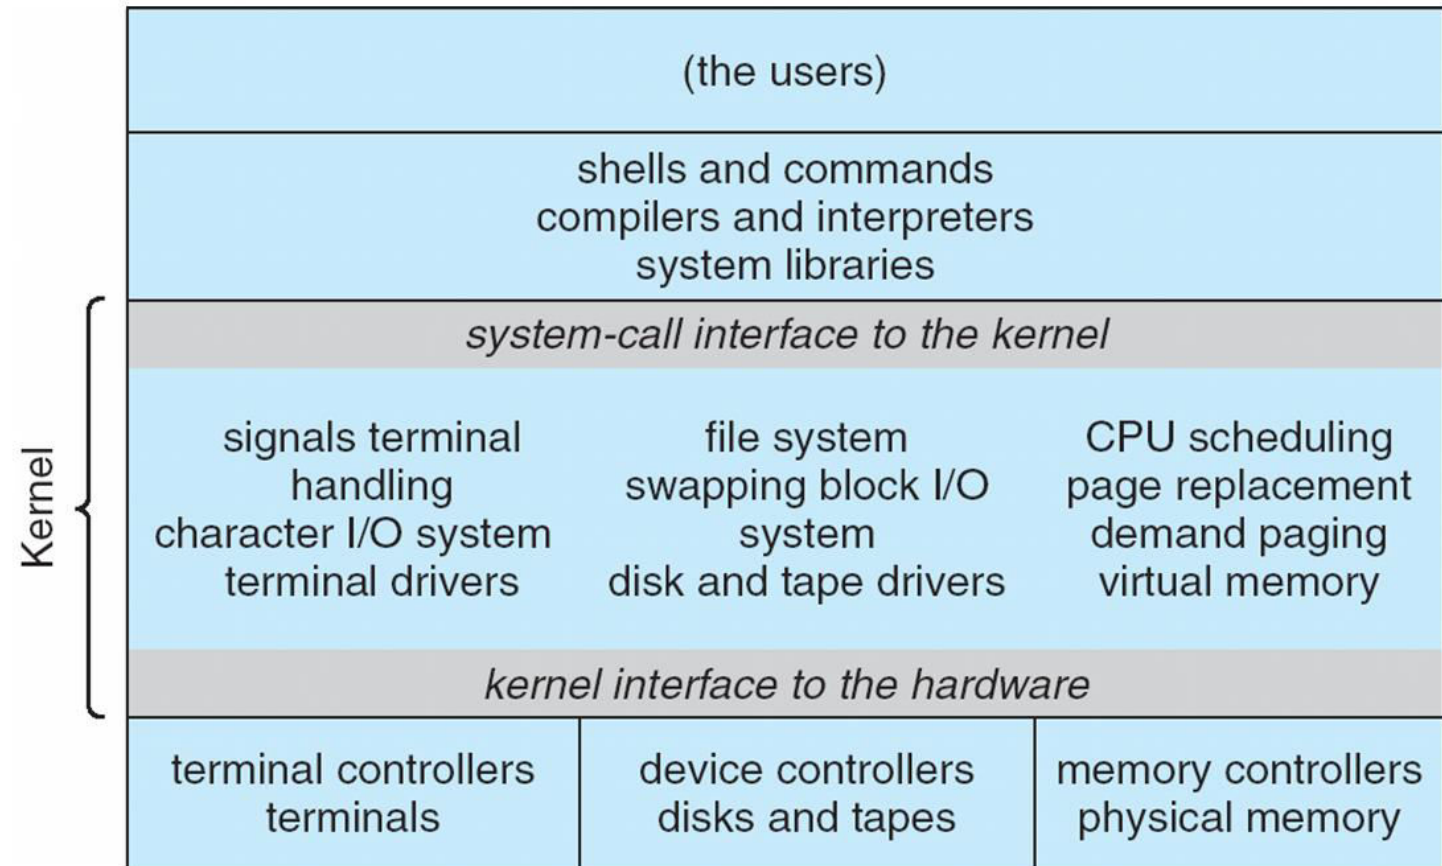 (the users)
shells and commands
compilers and interpreters
system libraries
system-call interface to the kernel
Kernel
signals terminal
handling
character I/O system
terminal drivers
file system
swapping block I/O
system
disk and tape drivers
CPU scheduling
page replacement
demand paging
virtual memory
kernel interface to the hardware
terminal controllers
terminals
device controllers
disks and tapes
memory controllers
physical memory